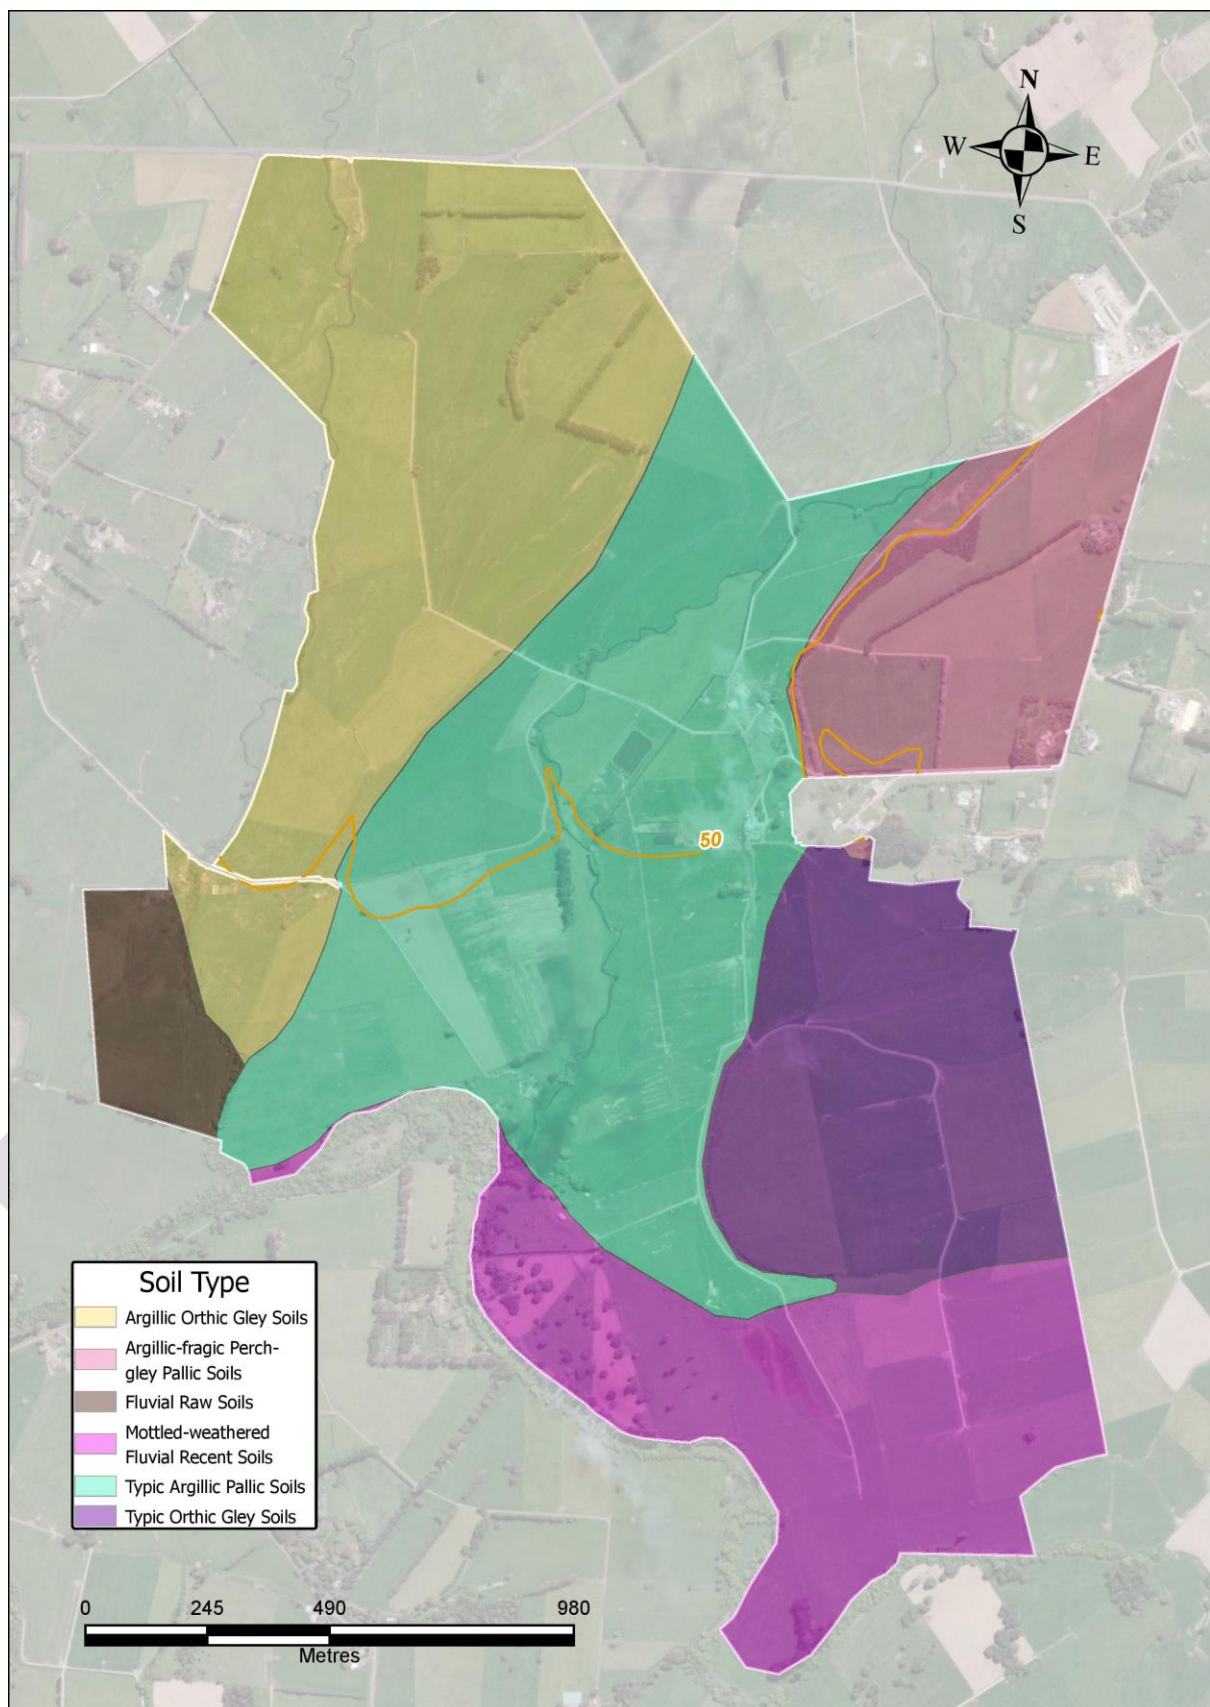 N
W E
S
50
Soil Type
Argillic Orthic Gley Soils
Argillic-fragic Perch-
gley Pallic Soils
Fluvial Raw Soils
Mottled-weathered
Fluvial Recent Soils
Typic Argillic Pallic Soils
Typic Orthic Gley Soils
0 245 490 980
Metres